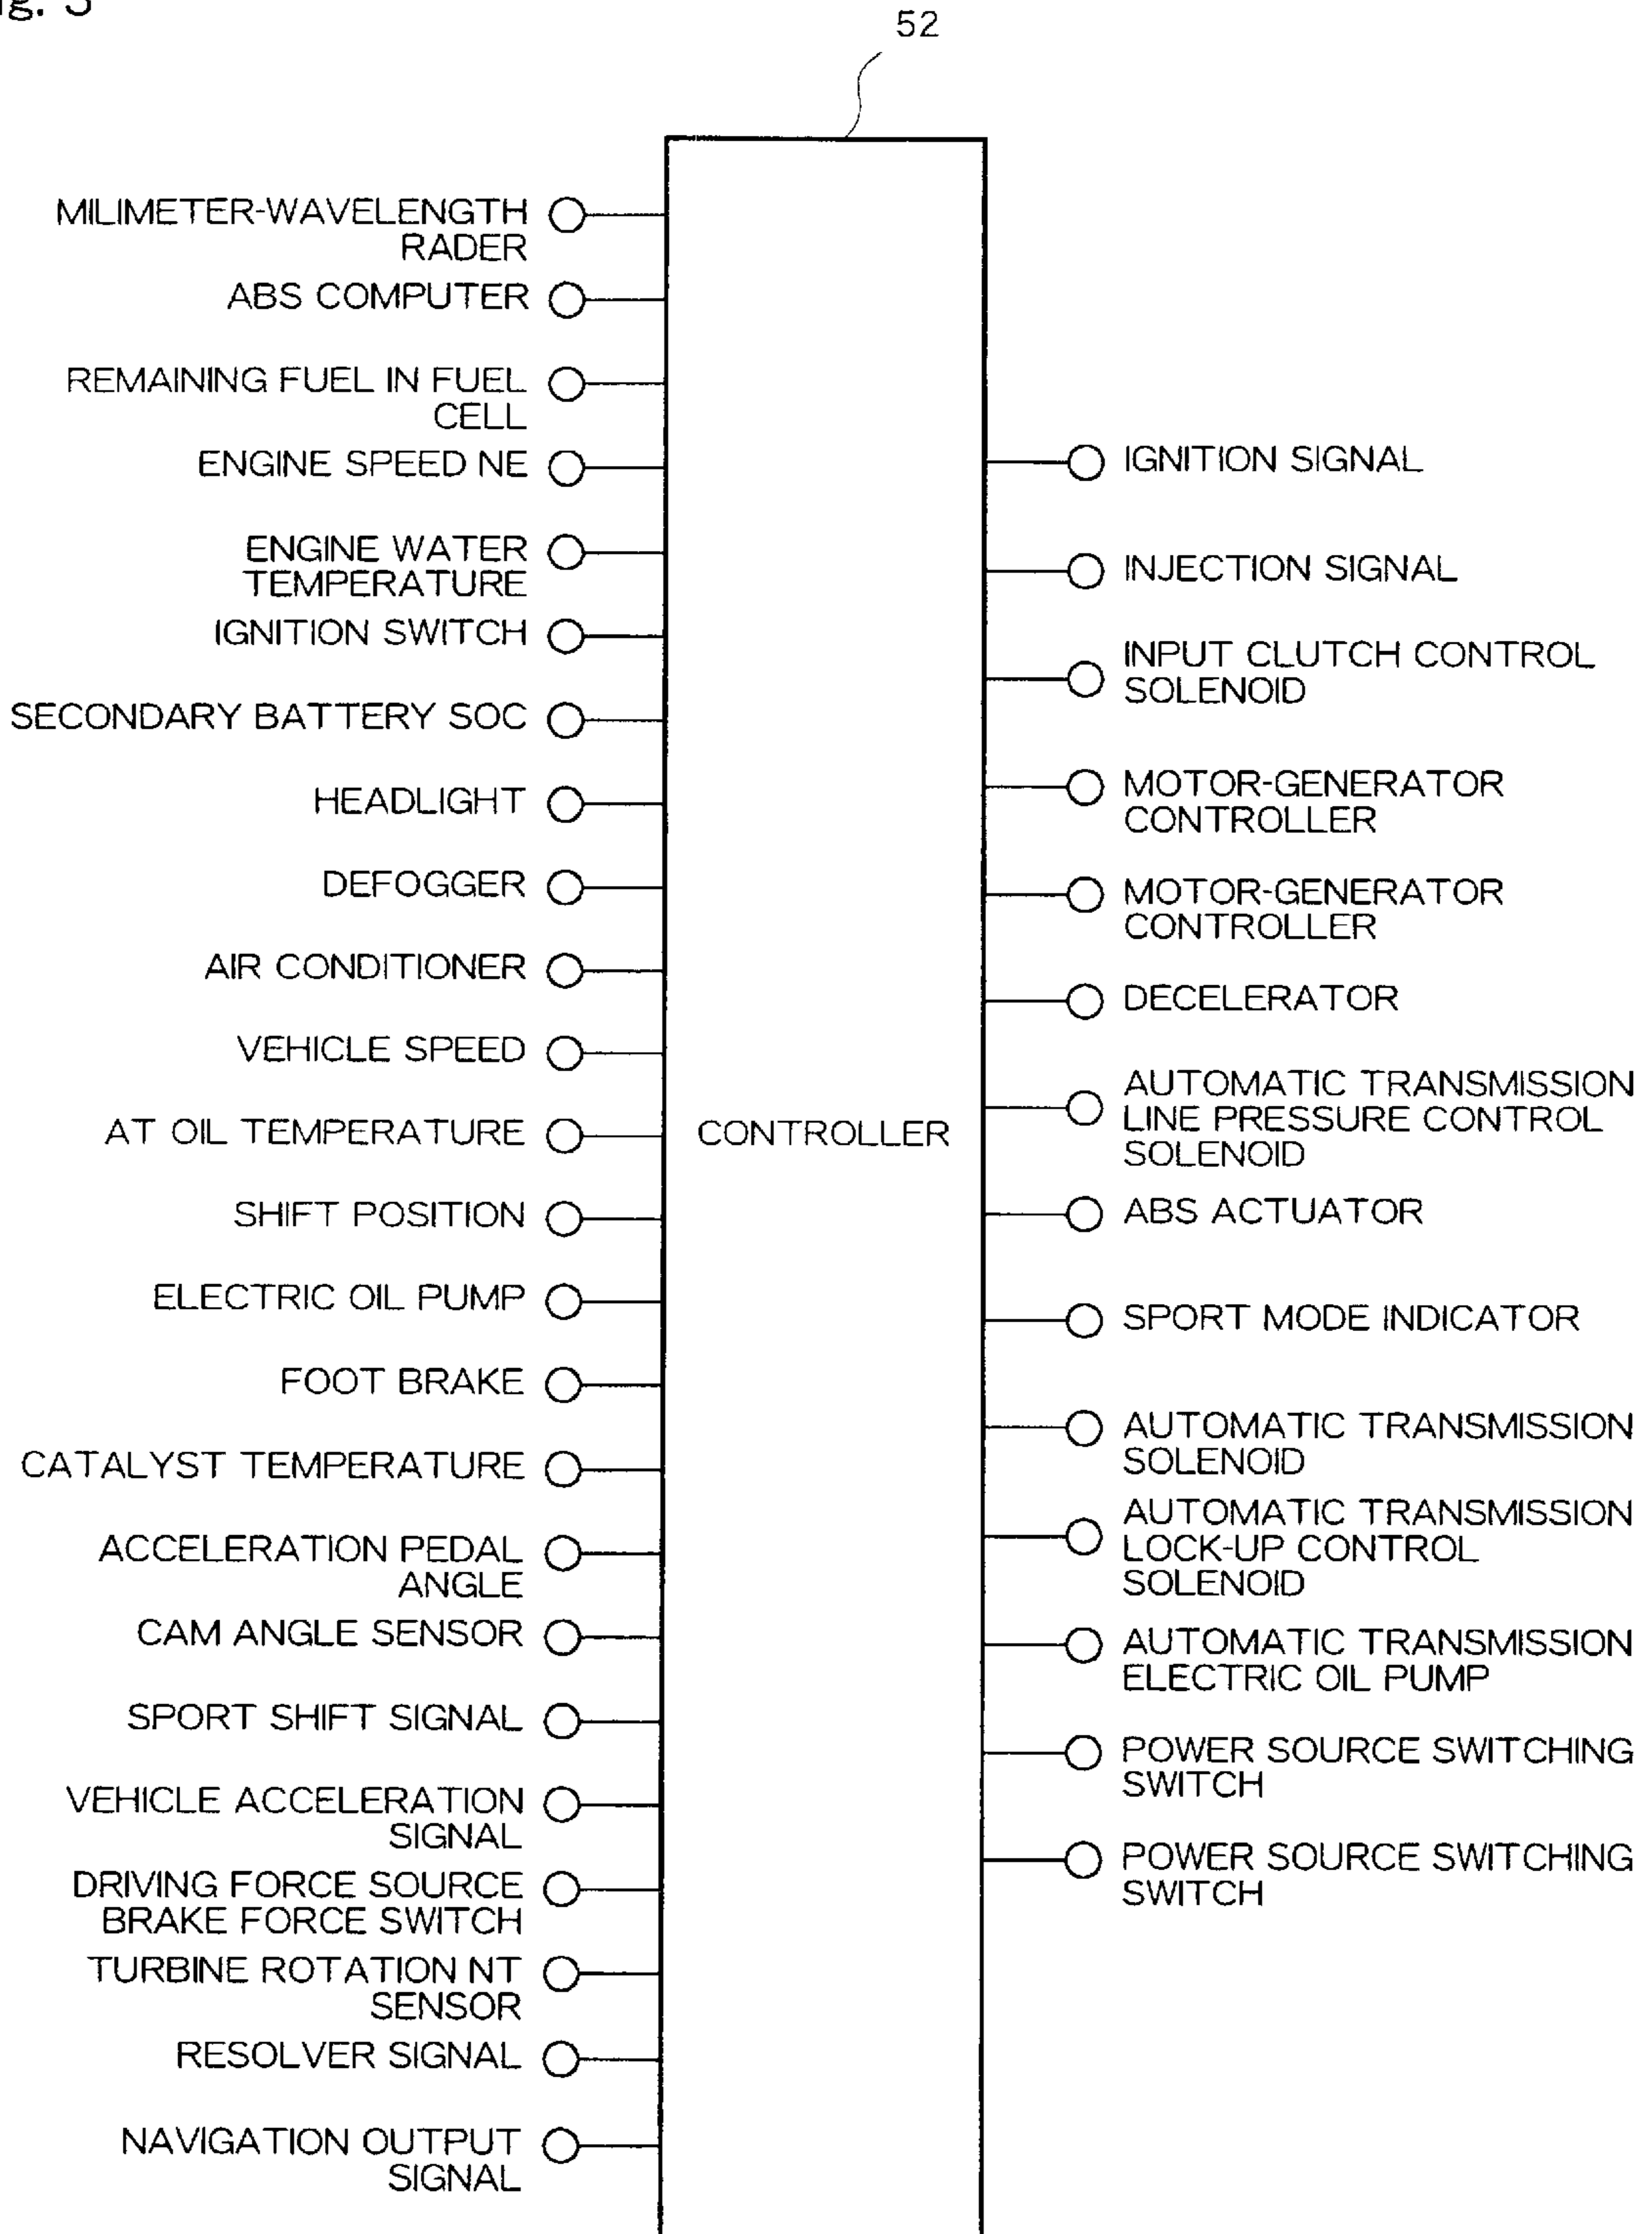 ig. 5
52
MILIMETER-WAVELENGTH
RADER
ABS COMPUTER
REMAINING FUEL IN FUEL
CELL
ENGINE SPEED NE
ENGINE WATER
TEMPERATURE
IGNITION SWITCH
SECONDARY BATTERY SOC
HEADLIGHT
DEFOGGER
AIR CONDITIONER
VEHICLE SPEED
AT OIL TEMPERATURE
SHIFT POSITION
ELECTRIC OIL PUMP
FOOT BRAKE
CATALYST TEMPERATURE
ACCELERATION PEDAL
ANGLE
CAM ANGLE SENSOR
SPORT SHIFT SIGNAL
VEHICLE ACCELERATION
SIGNAL
DRIVING FORCE SOURCE
BRAKE FORCE SWITCH
TURBINE ROTATION NT
SENSOR
RESOLVER SIGNAL
NAVIGATION OUTPUT
SIGNAL
CONTROLLER
IGNITION SIGNAL
INJECTION SIGNAL
INPUT CLUTCH CONTROL
SOLENOID
MOTOR-GENERATOR
CONTROLLER
MOTOR-GENERATOR
CONTROLLER
DECELERATOR
AUTOMATIC TRANSMISSION
LINE PRESSURE CONTROL
SOLENOID
ABS ACTUATOR
SPORT MODE INDICATOR
AUTOMATIC TRANSMISSION
SOLENOID
AUTOMATIC TRANSMISSION
LOCK-UP CONTROL
SOLENOID
AUTOMATIC TRANSMISSION
ELECTRIC OIL PUMP
POWER SOURCE SWITCHING
SWITCH
POWER SOURCE SWITCHING
SWITCH